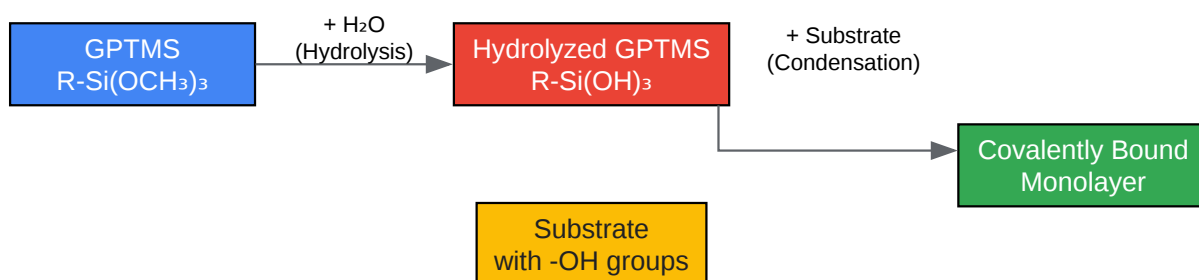 GPTMS
R-Si(OCH₃)₃
+ H₂O
(Hydrolysis)
Hydrolyzed GPTMS
R-Si(OH)₃
+ Substrate
(Condensation)
Covalently Bound
Monolayer
Substrate
with -OH groups